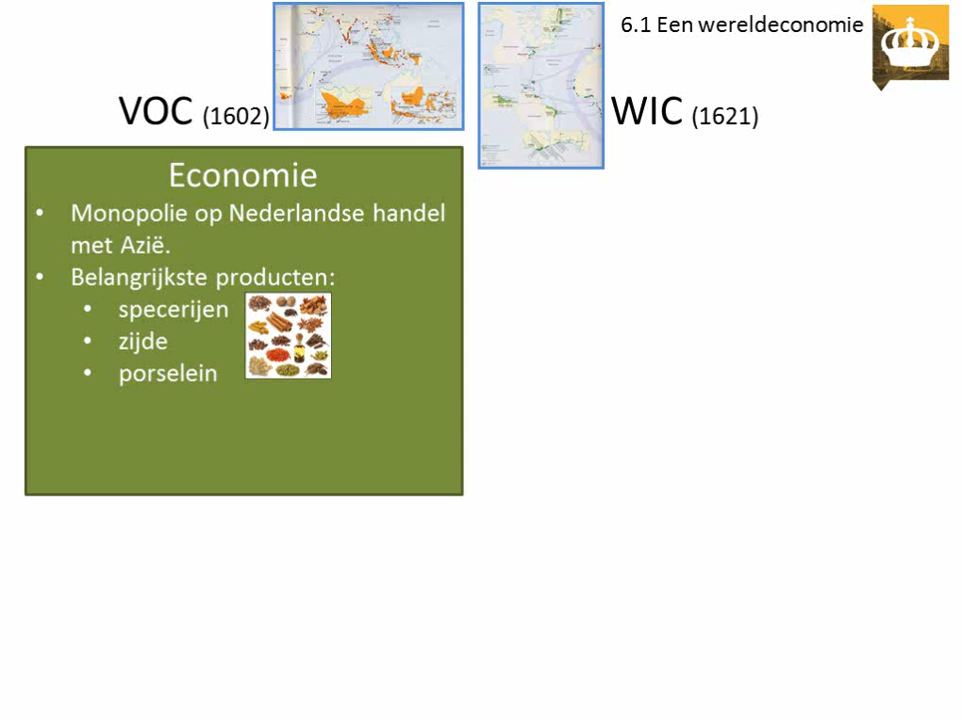 6.1 Een wereldeconomie
VOC (1602)
WIC (1621)
Economie
• Monopolie op Nederlandse handel
met Azië.
• Belangrijkste producten:
• specerijen
• zijde
• porselein